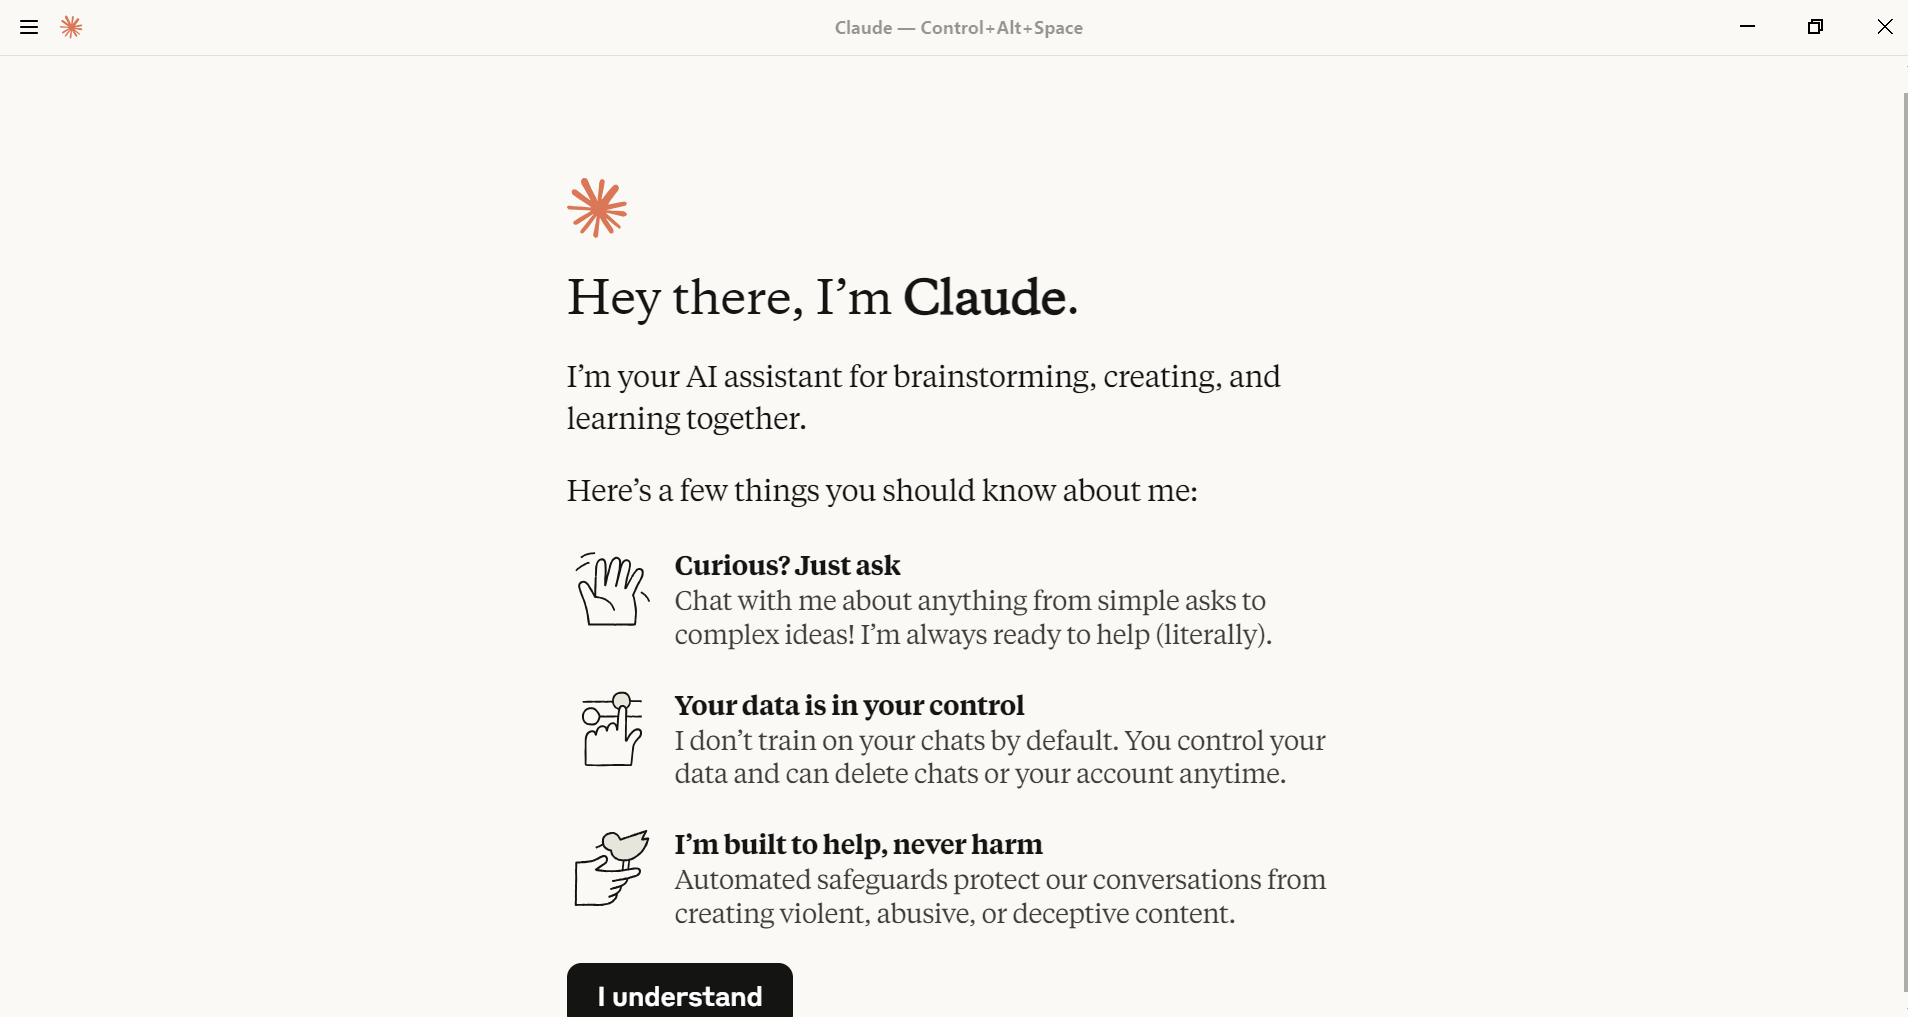 Claude — Control+Alt+Space
Hey there, I’m Claude.
I’m your AI assistant for brainstorming, creating, and
learning together.
Here’s a few things you should know about me:
Curious? Just ask
Chat with me about anything from simple asks to
complex ideas! I’m always ready to help (literally).
Your data is in your control
I don’t train on your chats by default. You control your
data and can delete chats or your account anytime.
I’m built to help, never harm
Automated safeguards protect our conversations from
creating violent, abusive, or deceptive content.
I understand